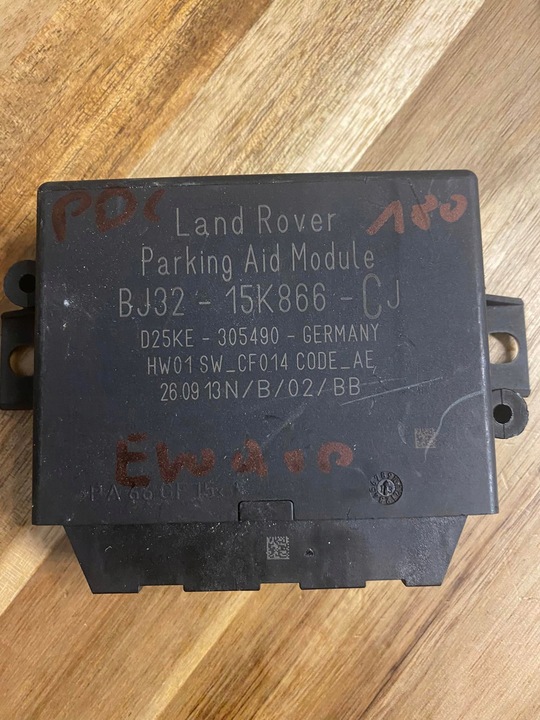 PDC
180
Land Rover
Parking Aid Module
BJ32 - 15K866 - CJ
D25KE - 305490 - GERMANY
HW01 SW_CF014 CODE_AE
26.09.13 N/B/02/BB